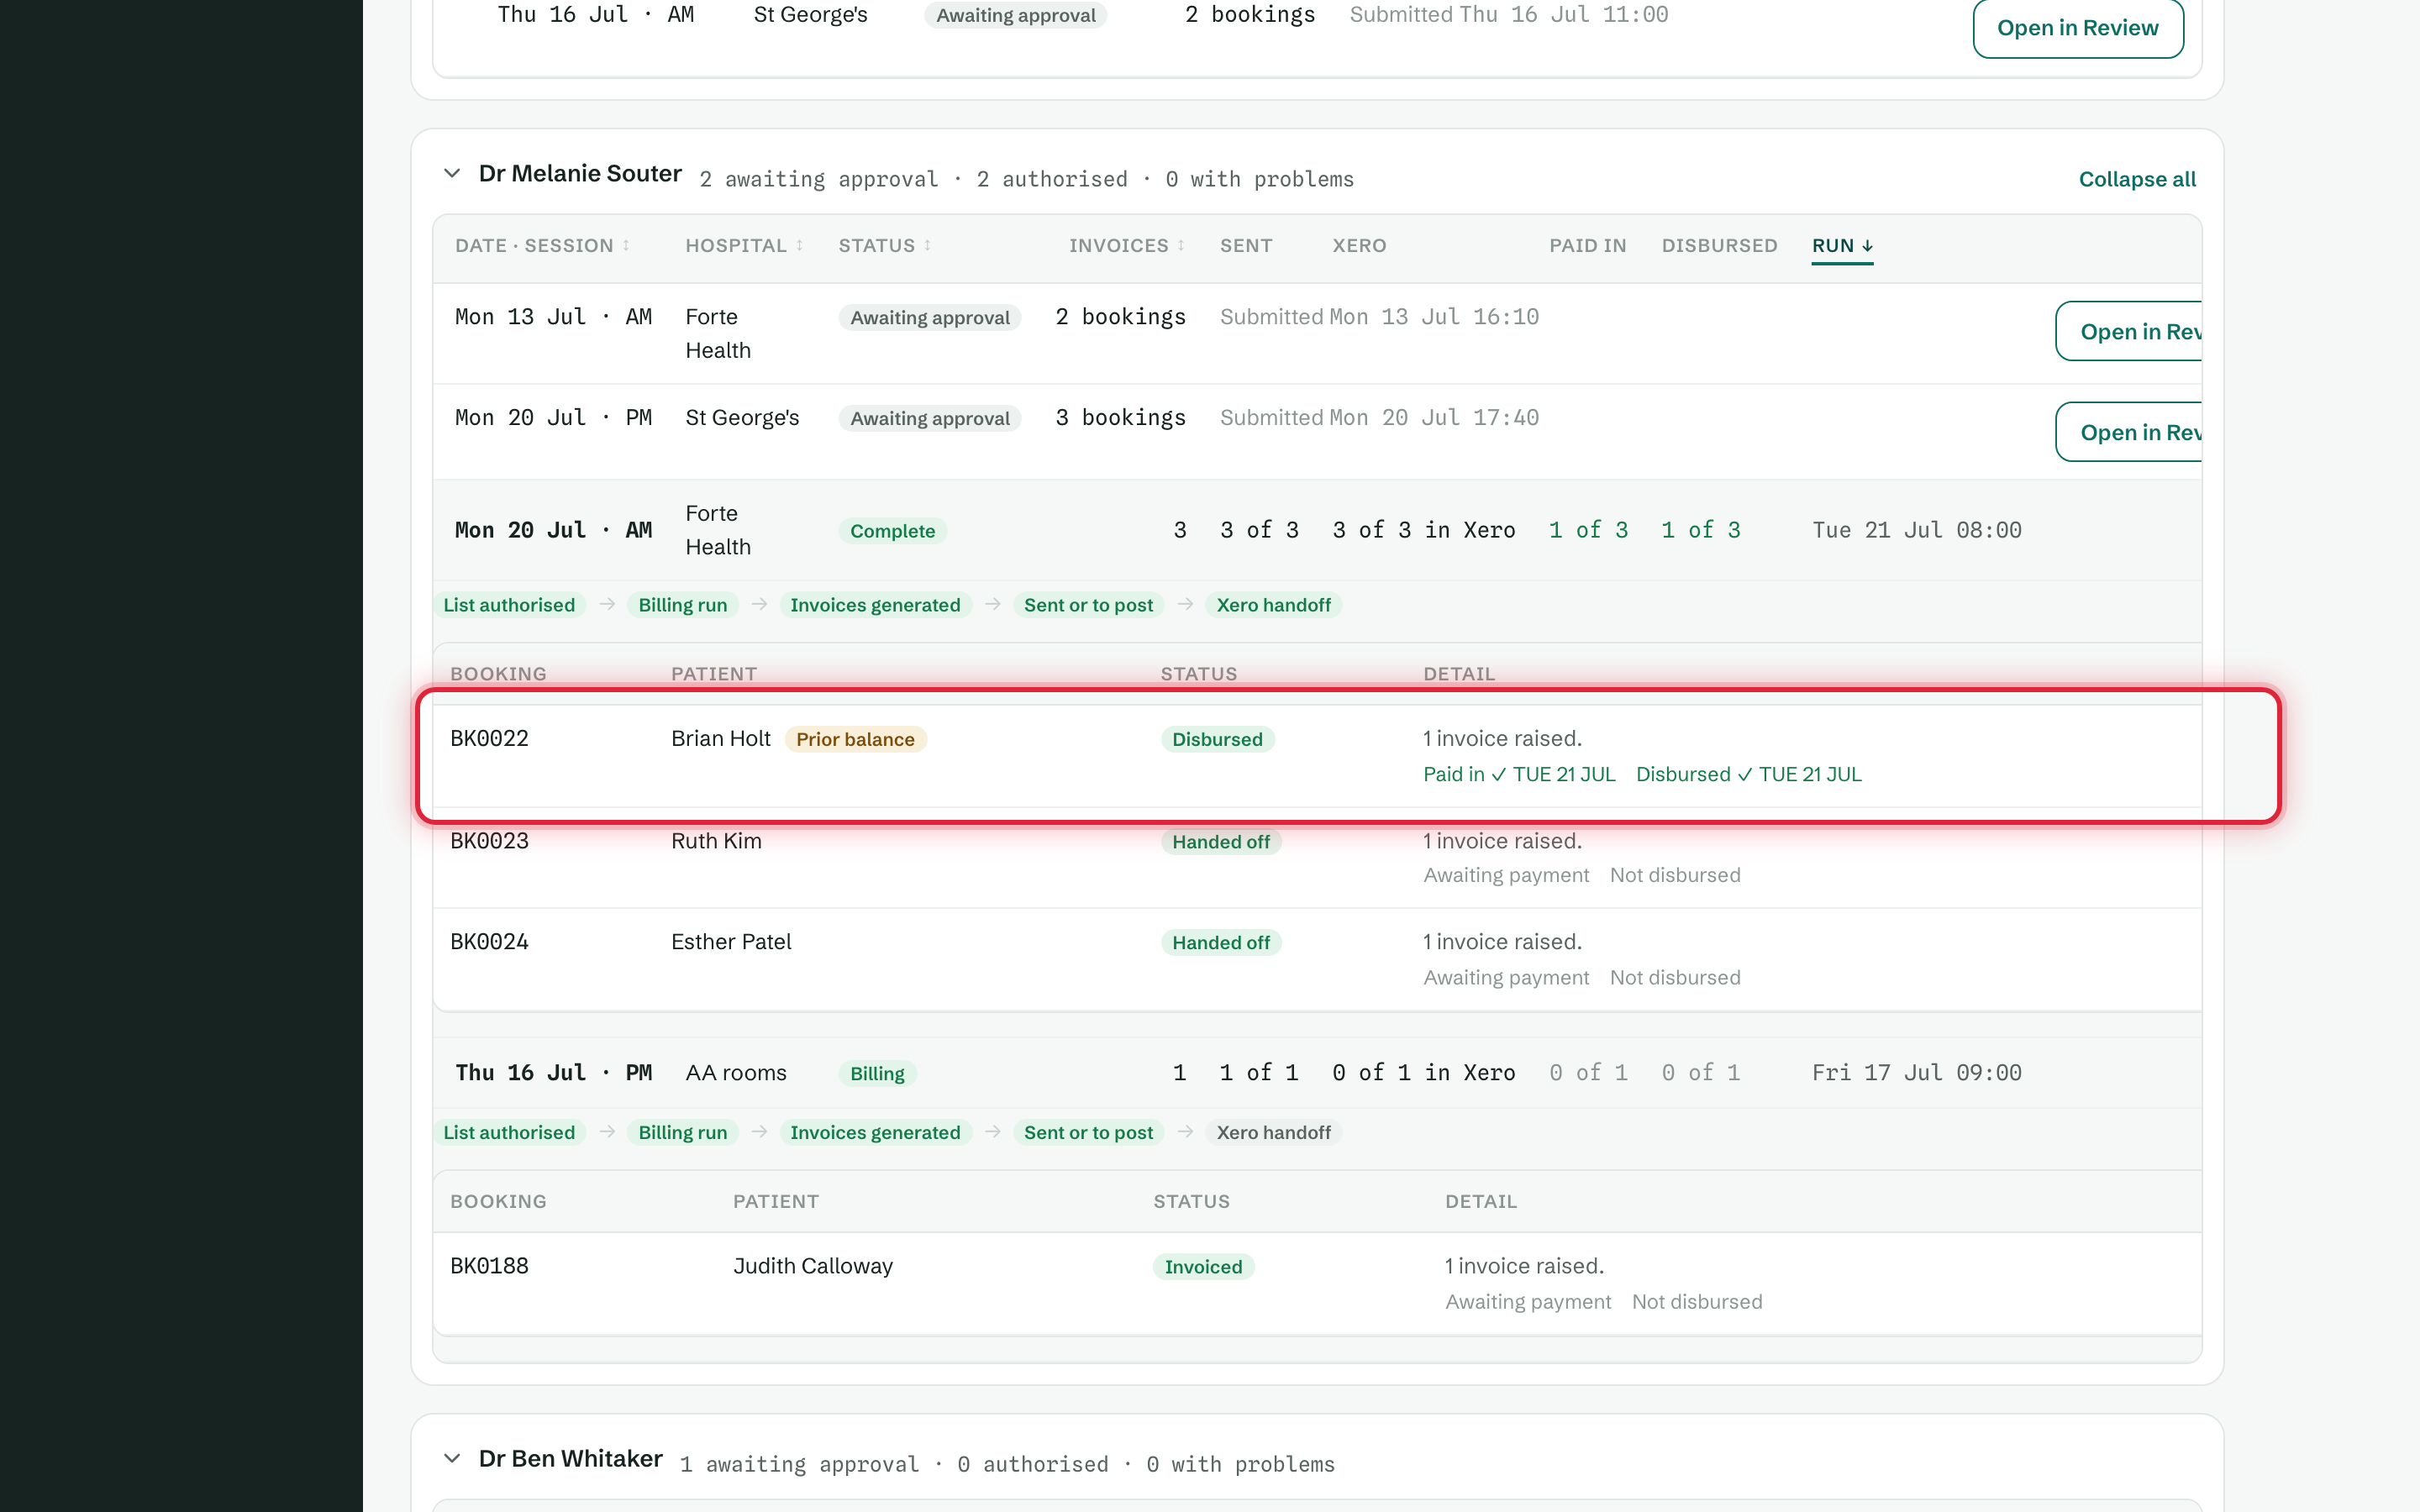 Thu 16 Jul · AM St George's Awaiting approval 2 bookings Submitted Thu 16 Jul 11:00 Open in Review
Dr Melanie Souter 2 awaiting approval · 2 authorised · 0 with problems Collapse all
DATE · SESSION ↕ HOSPITAL ↕ STATUS ↕ INVOICES ↕ SENT XERO PAID IN DISBURSED RUN ↓
Mon 13 Jul · AM Forte Health Awaiting approval 2 bookings Submitted Mon 13 Jul 16:10 Open in Rev
Mon 20 Jul · PM St George's Awaiting approval 3 bookings Submitted Mon 20 Jul 17:40 Open in Rev
Mon 20 Jul · AM Forte Health Complete 3 3 of 3 3 of 3 in Xero 1 of 3 1 of 3 Tue 21 Jul 08:00
List authorised → Billing run → Invoices generated → Sent or to post → Xero handoff
BOOKING PATIENT STATUS DETAIL
BK0022 Brian Holt Prior balance Disbursed 1 invoice raised.
Paid in ✓ TUE 21 JUL Disbursed ✓ TUE 21 JUL
BK0023 Ruth Kim Handed off 1 invoice raised.
Awaiting payment Not disbursed
BK0024 Esther Patel Handed off 1 invoice raised.
Awaiting payment Not disbursed
Thu 16 Jul · PM AA rooms Billing 1 1 of 1 0 of 1 in Xero 0 of 1 0 of 1 Fri 17 Jul 09:00
List authorised → Billing run → Invoices generated → Sent or to post → Xero handoff
BOOKING PATIENT STATUS DETAIL
BK0188 Judith Calloway Invoiced 1 invoice raised.
Awaiting payment Not disbursed
Dr Ben Whitaker 1 awaiting approval · 0 authorised · 0 with problems